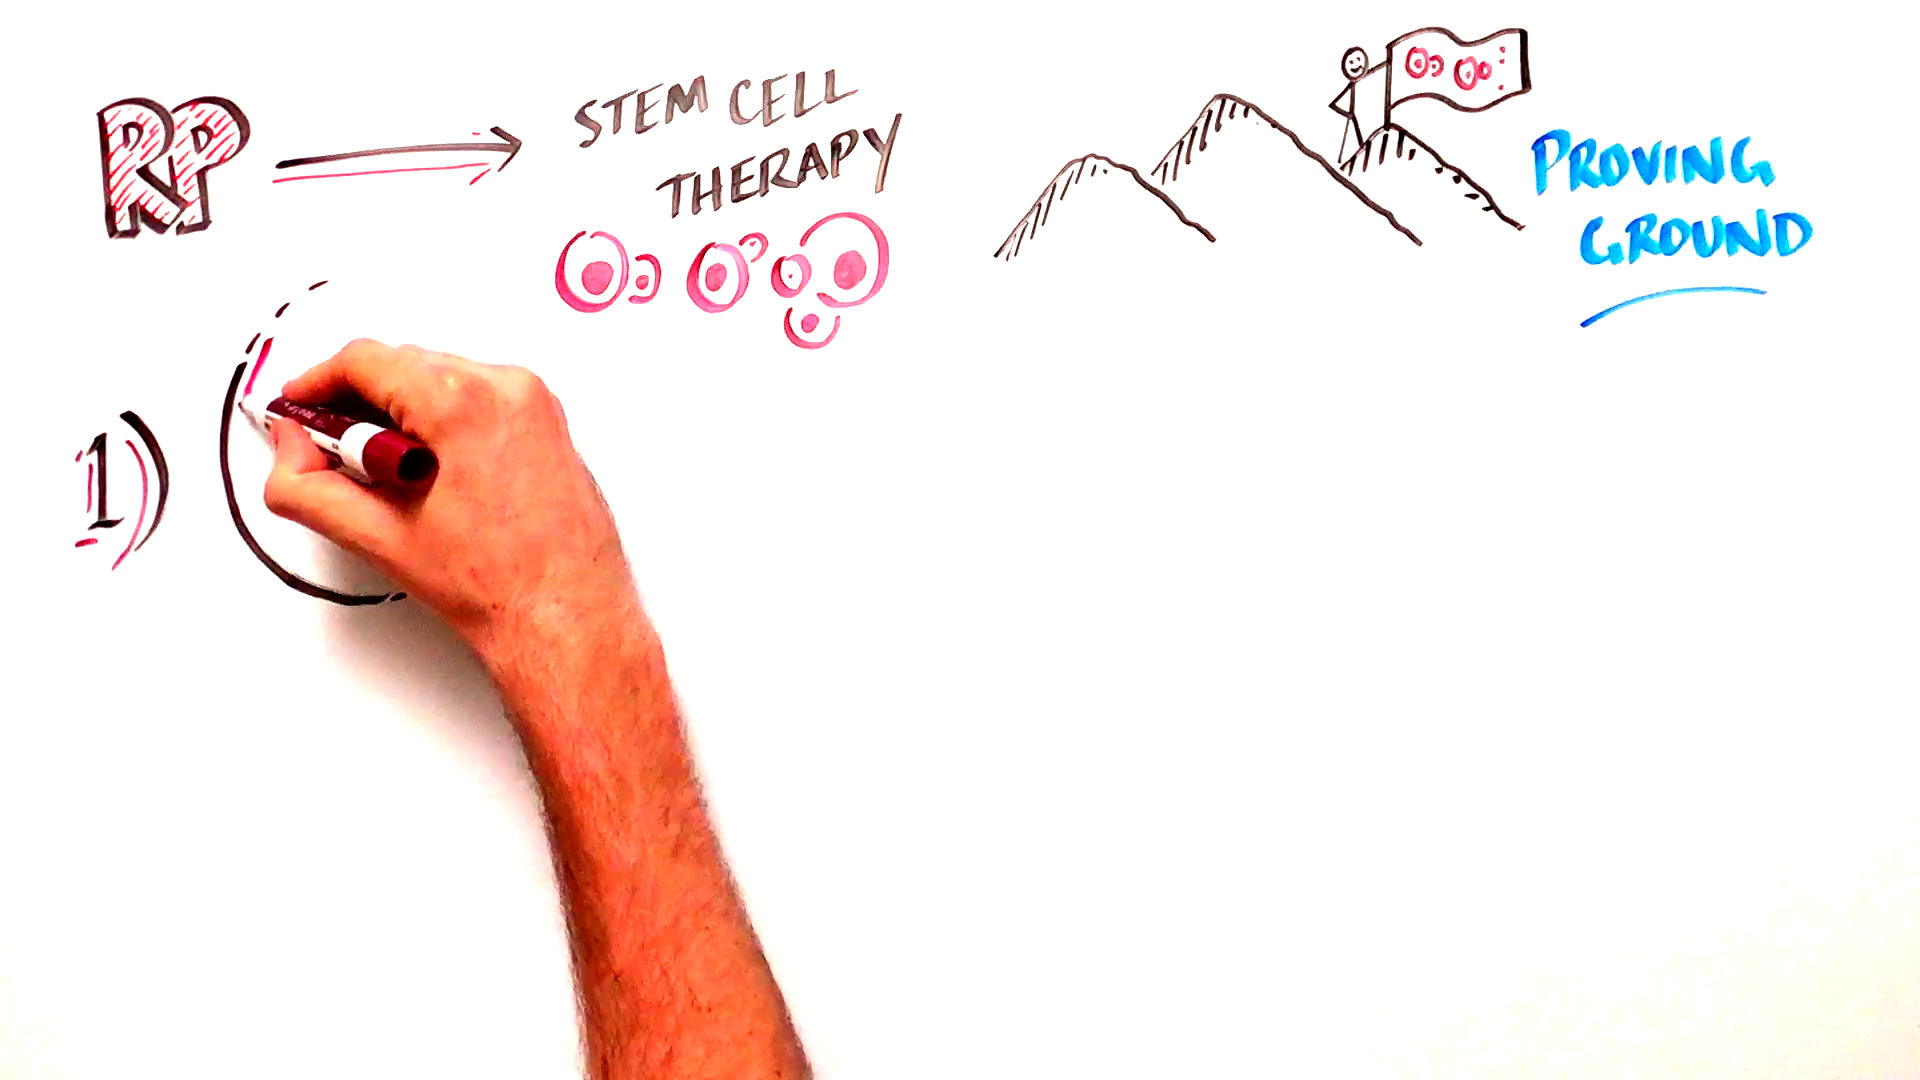 RP
STEM CELL
THERAPY
PROVING
GROUND
1)